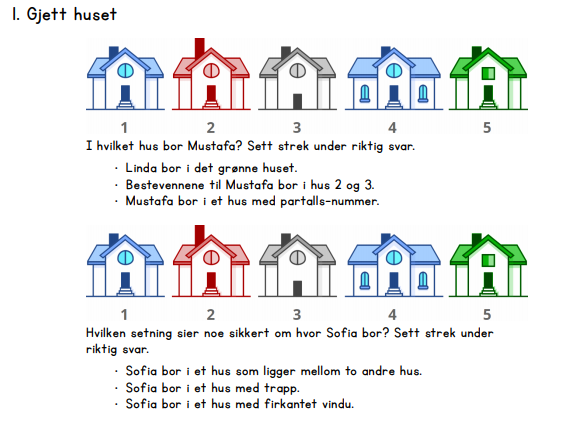 1. Gjett huset
1 2 3 4 5
I hvilket hus bor Mustafa? Sett strek under riktig svar.
· Linda bor i det grønne huset.
· Bestevennene til Mustafa bor i hus 2 og 3.
· Mustafa bor i et hus med partalls-nummer.
1 2 3 4 5
Hvilken setning sier noe sikkert om hvor Sofia bor? Sett strek under
riktig svar.
· Sofia bor i et hus som ligger mellom to andre hus.
· Sofia bor i et hus med trapp.
· Sofia bor i et hus med firkantet vindu.